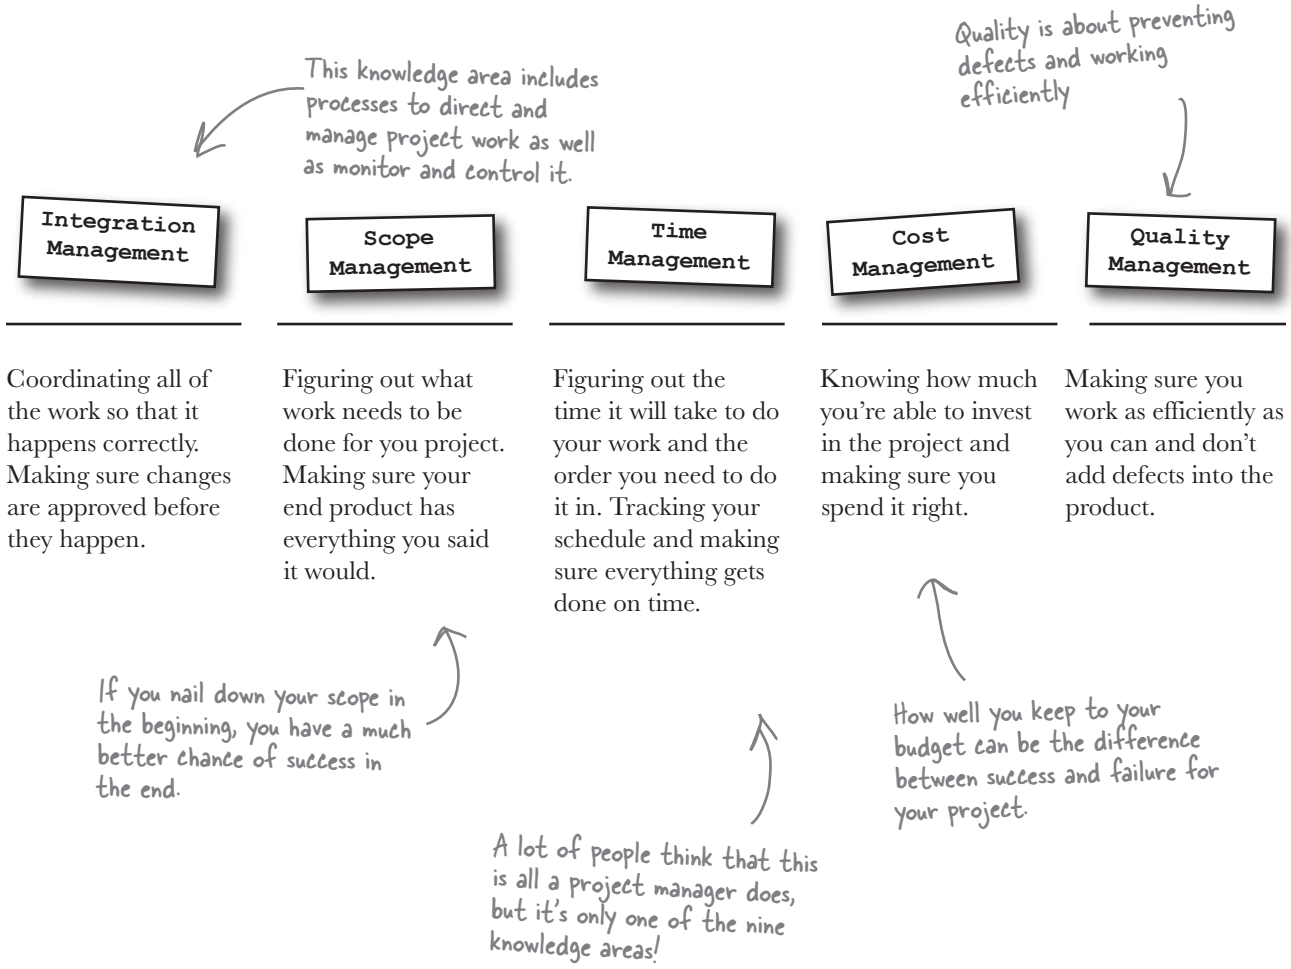 This knowledge area includes
processes to direct and
manage project work as well
as monitor and control it.
Quality is about preventing
defects and working
efficiently
Integration
Management
Scope
Management
Time
Management
Cost
Management
Quality
Management
Coordinating all of
the work so that it
happens correctly.
Making sure changes
are approved before
they happen.
Figuring out what
work needs to be
done for you project.
Making sure your
end product has
everything you said
it would.
Figuring out the
time it will take to do
your work and the
order you need to do
it in. Tracking your
schedule and making
sure everything gets
done on time.
Knowing how much
you're able to invest
in the project and
making sure you
spend it right.
Making sure you
work as efficiently as
you can and don't
add defects into the
product.
If you nail down your scope in
the beginning, you have a much
better chance of success in
the end.
A lot of people think that this
is all a project manager does,
but it's only one of the nine
knowledge areas!
How well you keep to your
budget can be the difference
between success and failure for
your project.